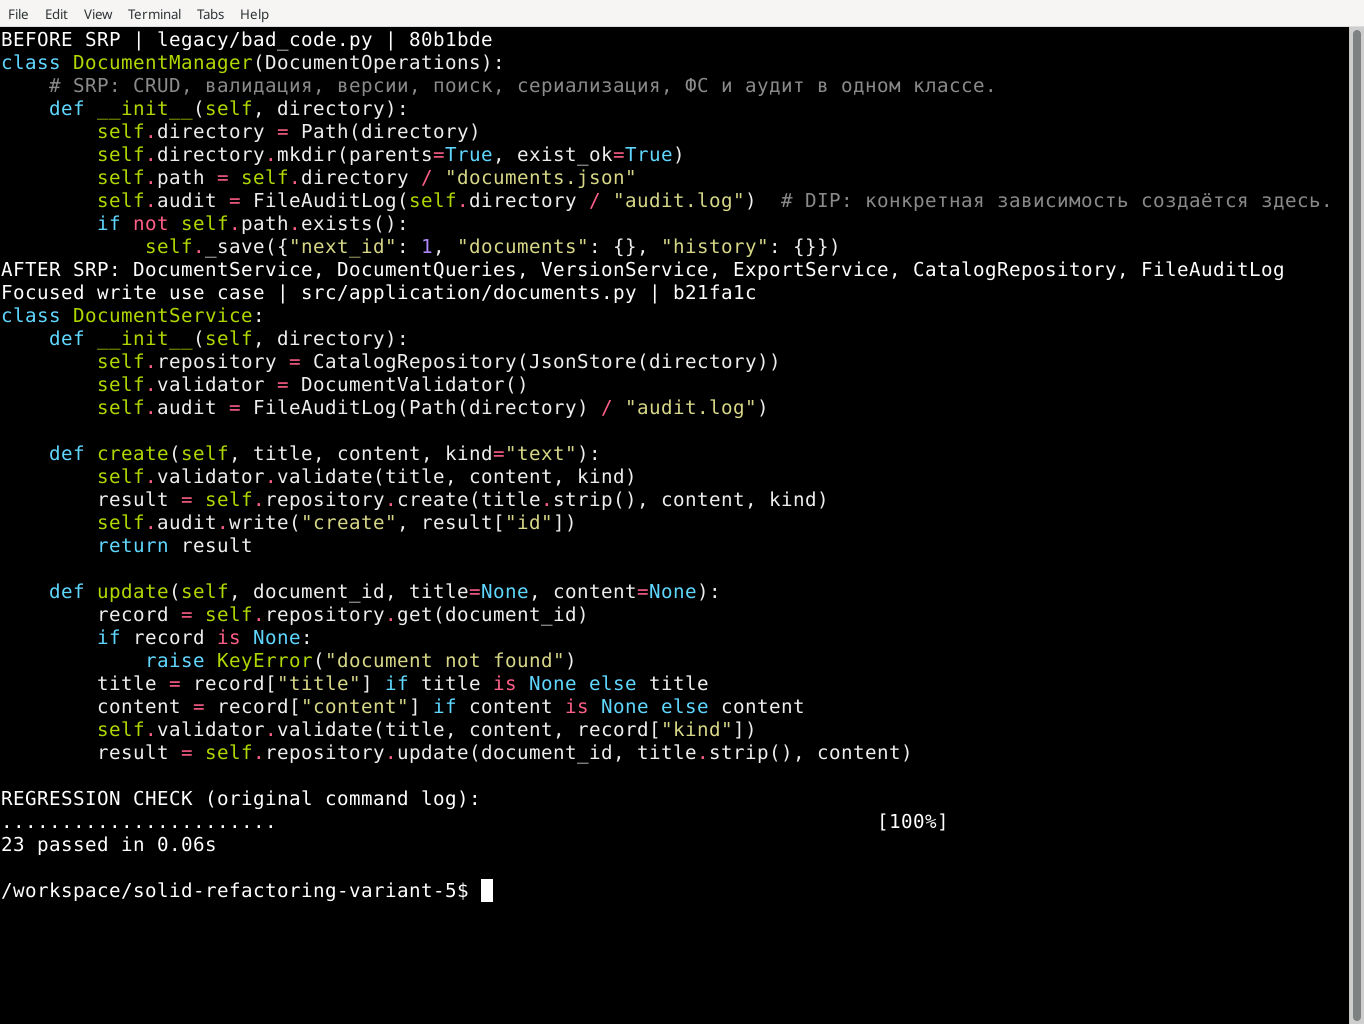 File Edit View Terminal Tabs Help
BEFORE SRP | legacy/bad_code.py | 80b1bde
class DocumentManager(DocumentOperations):
    # SRP: CRUD, валидация, версии, поиск, сериализация, ФС и аудит в одном классе.
    def __init__(self, directory):
        self.directory = Path(directory)
        self.directory.mkdir(parents=True, exist_ok=True)
        self.path = self.directory / "documents.json"
        self.audit = FileAuditLog(self.directory / "audit.log")  # DIP: конкретная зависимость создаётся здесь.
        if not self.path.exists():
            self._save({"next_id": 1, "documents": {}, "history": {}})
AFTER SRP: DocumentService, DocumentQueries, VersionService, ExportService, CatalogRepository, FileAuditLog
Focused write use case | src/application/documents.py | b21fa1c
class DocumentService:
    def __init__(self, directory):
        self.repository = CatalogRepository(JsonStore(directory))
        self.validator = DocumentValidator()
        self.audit = FileAuditLog(Path(directory) / "audit.log")

    def create(self, title, content, kind="text"):
        self.validator.validate(title, content, kind)
        result = self.repository.create(title.strip(), content, kind)
        self.audit.write("create", result["id"])
        return result

    def update(self, document_id, title=None, content=None):
        record = self.repository.get(document_id)
        if record is None:
            raise KeyError("document not found")
        title = record["title"] if title is None else title
        content = record["content"] if content is None else content
        self.validator.validate(title, content, record["kind"])
        result = self.repository.update(document_id, title.strip(), content)

REGRESSION CHECK (original command log):
.......................                                                  [100%]
23 passed in 0.06s

/workspace/solid-refactoring-variant-5$